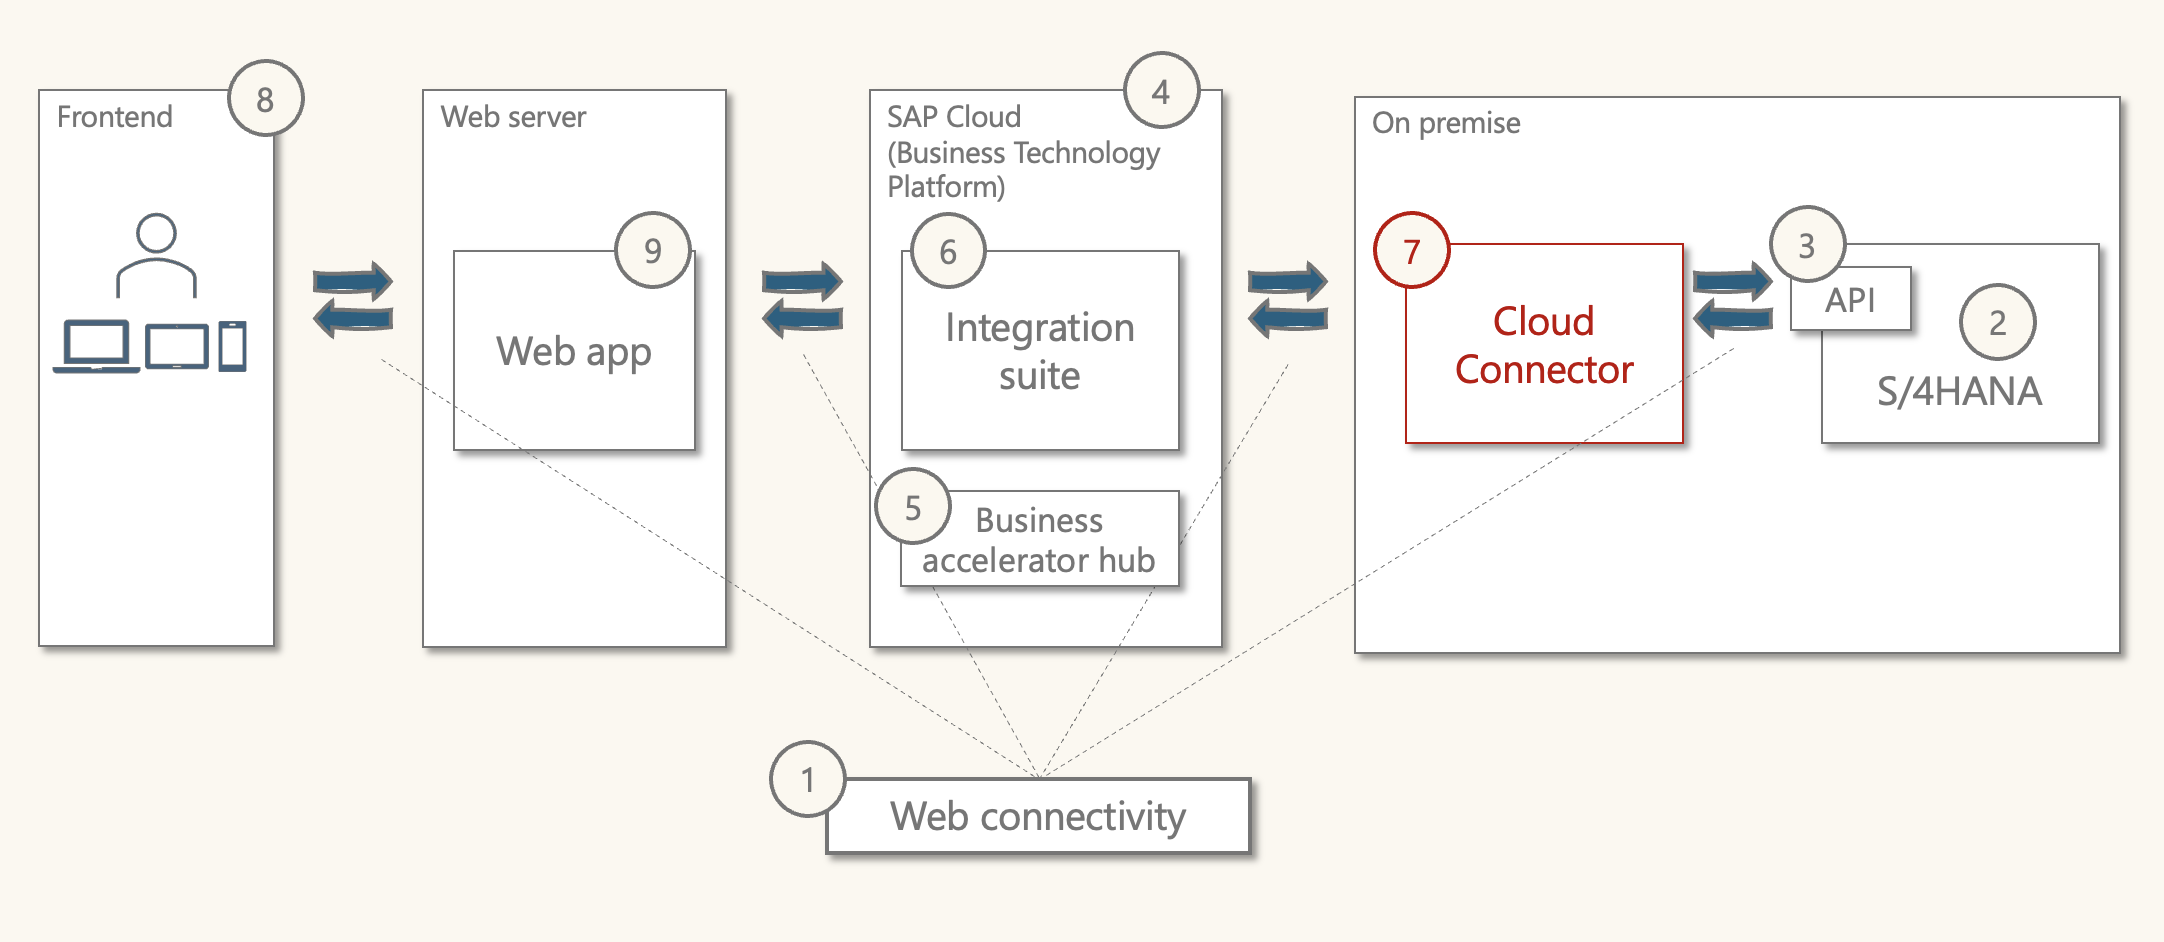 8
Frontend
Web server
9
Web app
4
SAP Cloud
(Business Technology
Platform)
6
Integration
suite
5
Business
accelerator hub
On premise
7
Cloud
Connector
3
API
2
S/4HANA
1
Web connectivity